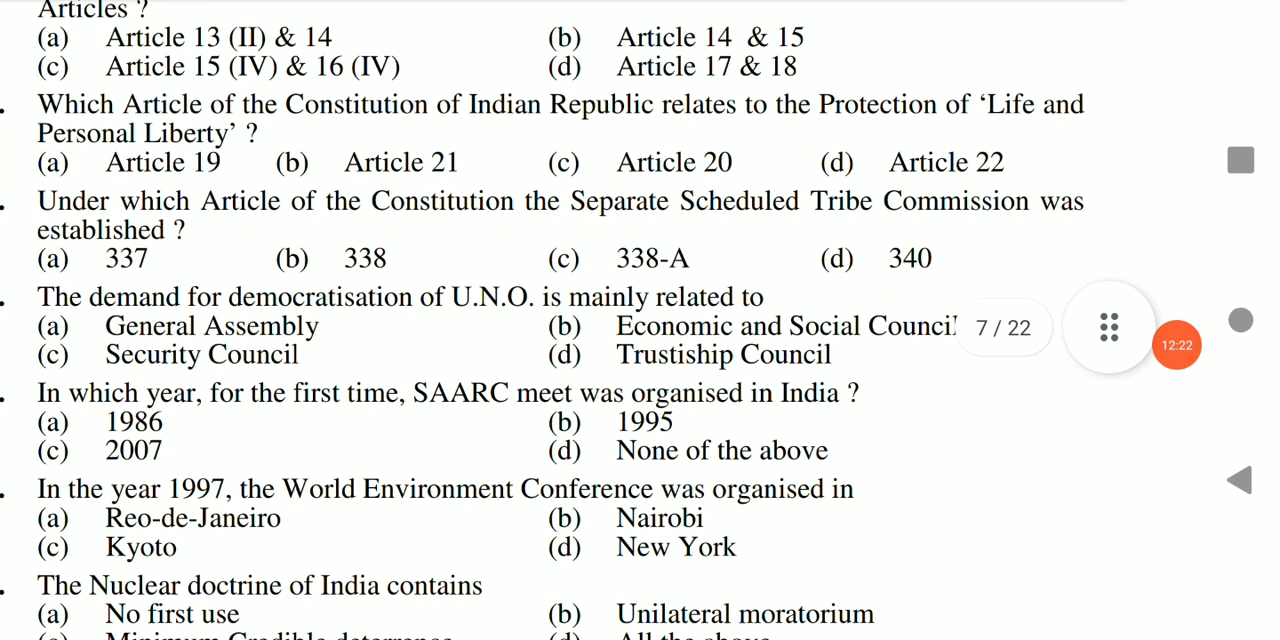 Articles ?
(a) Article 13 (II) & 14 (b) Article 14 & 15
(c) Article 15 (IV) & 16 (IV) (d) Article 17 & 18
. Which Article of the Constitution of Indian Republic relates to the Protection of ‘Life and
Personal Liberty’ ?
(a) Article 19 (b) Article 21 (c) Article 20 (d) Article 22
. Under which Article of the Constitution the Separate Scheduled Tribe Commission was
established ?
(a) 337 (b) 338 (c) 338-A (d) 340
. The demand for democratisation of U.N.O. is mainly related to
(a) General Assembly (b) Economic and Social Council
7 / 22
12:22
(c) Security Council (d) Trustiship Council
. In which year, for the first time, SAARC meet was organised in India ?
(a) 1986 (b) 1995
(c) 2007 (d) None of the above
. In the year 1997, the World Environment Conference was organised in
(a) Reo-de-Janeiro (b) Nairobi
(c) Kyoto (d) New York
. The Nuclear doctrine of India contains
(a) No first use (b) Unilateral moratorium
(c) Minimum Credible deterrence (d) All the above